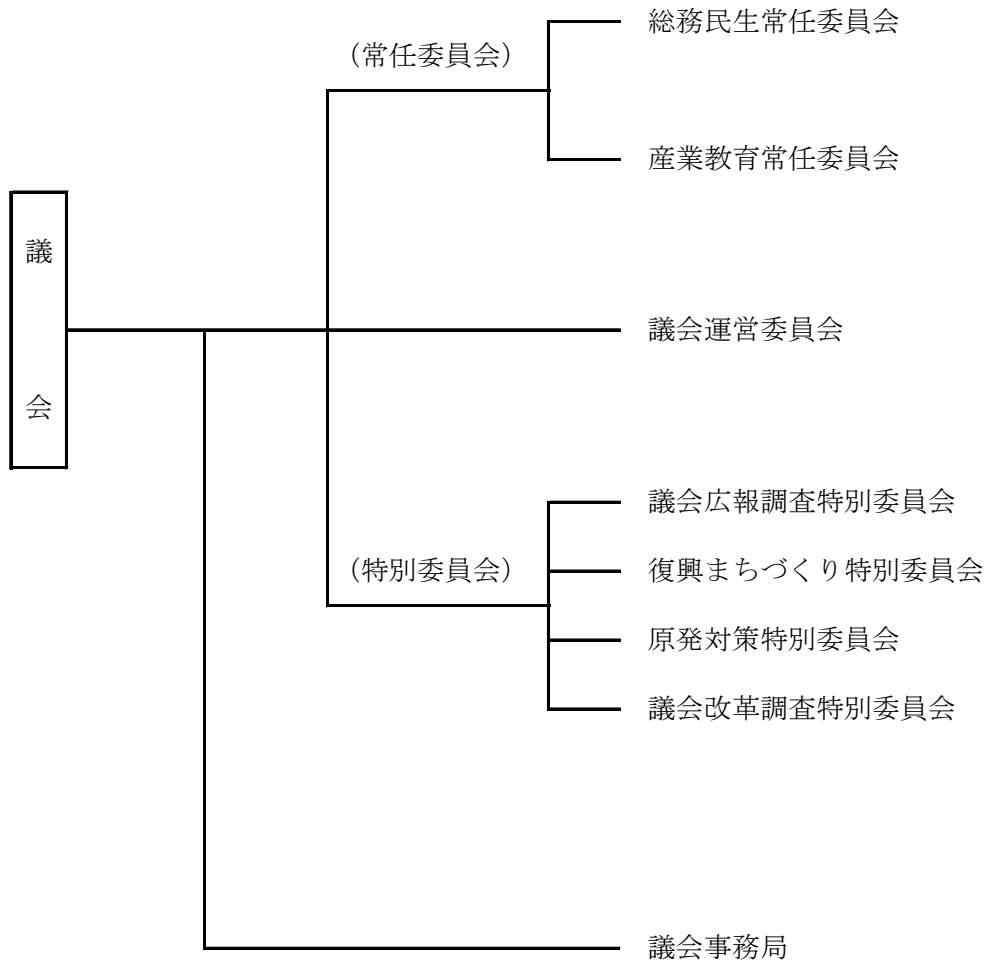 総務民生常任委員会
（常任委員会）
産業教育常任委員会
議会
議会運営委員会
議会広報調査特別委員会
（特別委員会）
復興まちづくり特別委員会
原発対策特別委員会
議会改革調査特別委員会
議会事務局